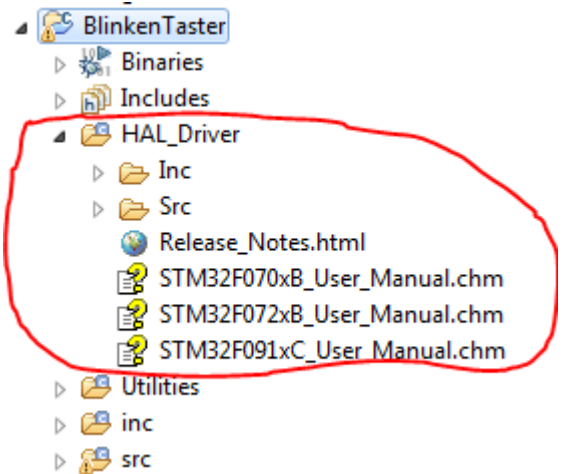 BlinkenTaster
Binaries
Includes
HAL_Driver
Inc
Src
Release_Notes.html
STM32F070xB_User_Manual.chm
STM32F072xB_User_Manual.chm
STM32F091xC_User_Manual.chm
Utilities
inc
src